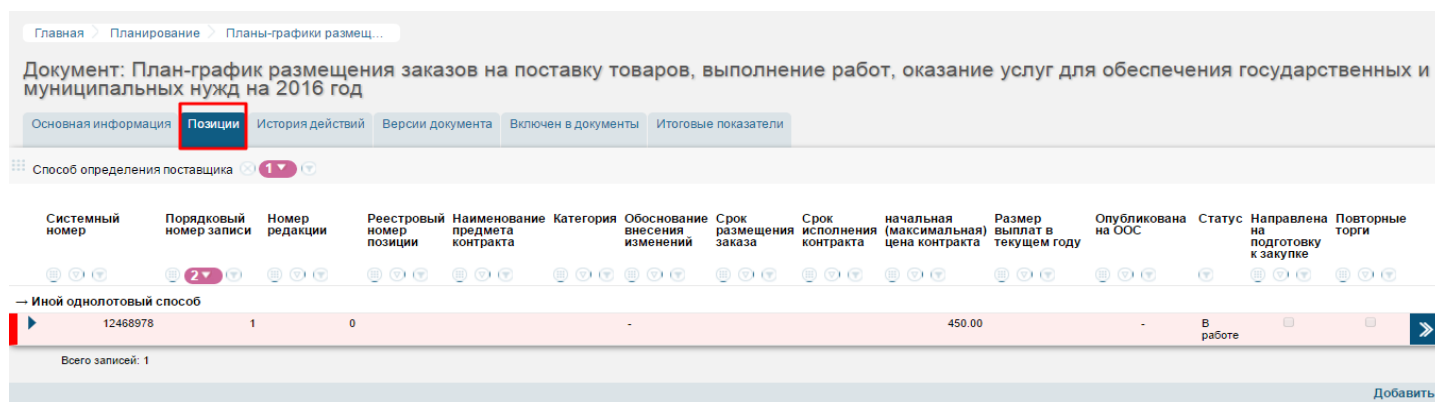 Главная Планирование Планы-графики размещ...
Документ: План-график размещения заказов на поставку товаров, выполнение работ, оказание услуг для обеспечения государственных и
муниципальных нужд на 2016 год
Основная информация Позиции История действий Версии документа Включен в документы Итоговые показатели
Способ определения поставщика 1
Системный Порядковый Номер Реестровый Наименование Категория Обоснование Срок Срок начальная Размер Опубликована Статус Направлена Повторные
номер номер записи редакции номер предмета внесения размещения исполнения (максимальная) выплат в на ООС на торги
позиции контракта изменений заказа контракта цена контракта текущем году подготовку
к закупке
2
→ Иной однолотовый способ
12468978 1 0 - 450.00 - В
работе
Всего записей: 1
Добавить